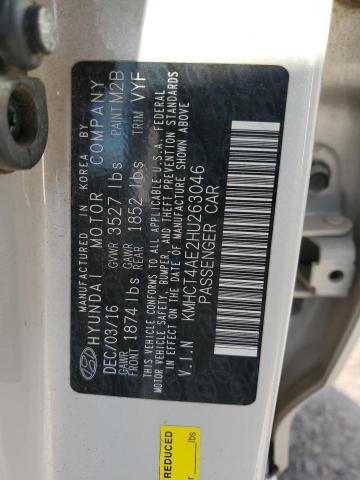 MANUFACTURED IN KOREA BY
HYUNDAI MOTOR COMPANY
DEC/03/16 GVWR 3527 lbs PAINT M2B
GAWR FRONT 1874 lbs GAWR REAR 1852 lbs TRIM VYF
THIS VEHICLE CONFORMS TO ALL APPLICABLE U.S.A. FEDERAL
MOTOR VEHICLE SAFETY, BUMPER, AND THEFT PREVENTION STANDARDS
IN EFFECT ON THE DATE OF MANUFACTURE SHOWN ABOVE
V.I.N KMHCT4AE2HU263046
PASSENGER CAR
REDUCED
lbs